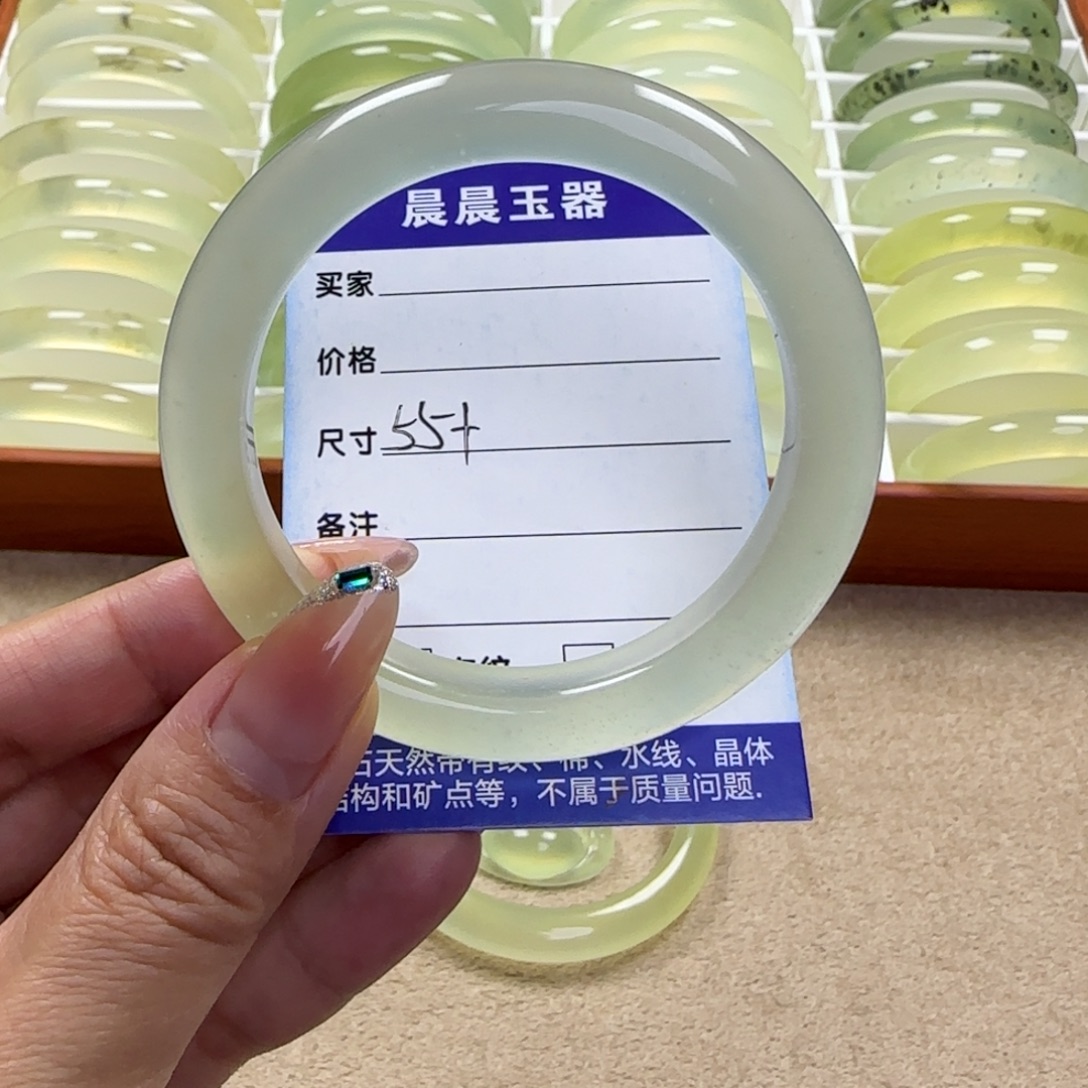 晨晨玉器
买家
价格
尺寸 55+
备注
石天然带有纹、棉、水线、晶体
结构和矿点等，不属于质量问题.